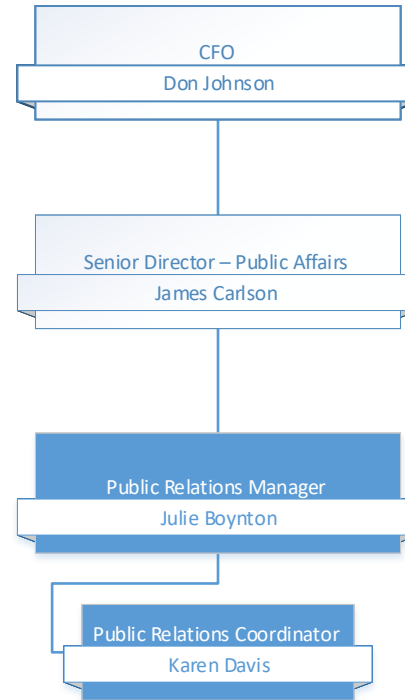 CFO
Don Johnson
Senior Director – Public Affairs
James Carlson
Public Relations Manager
Julie Boynton
Public Relations Coordinator
Karen Davis